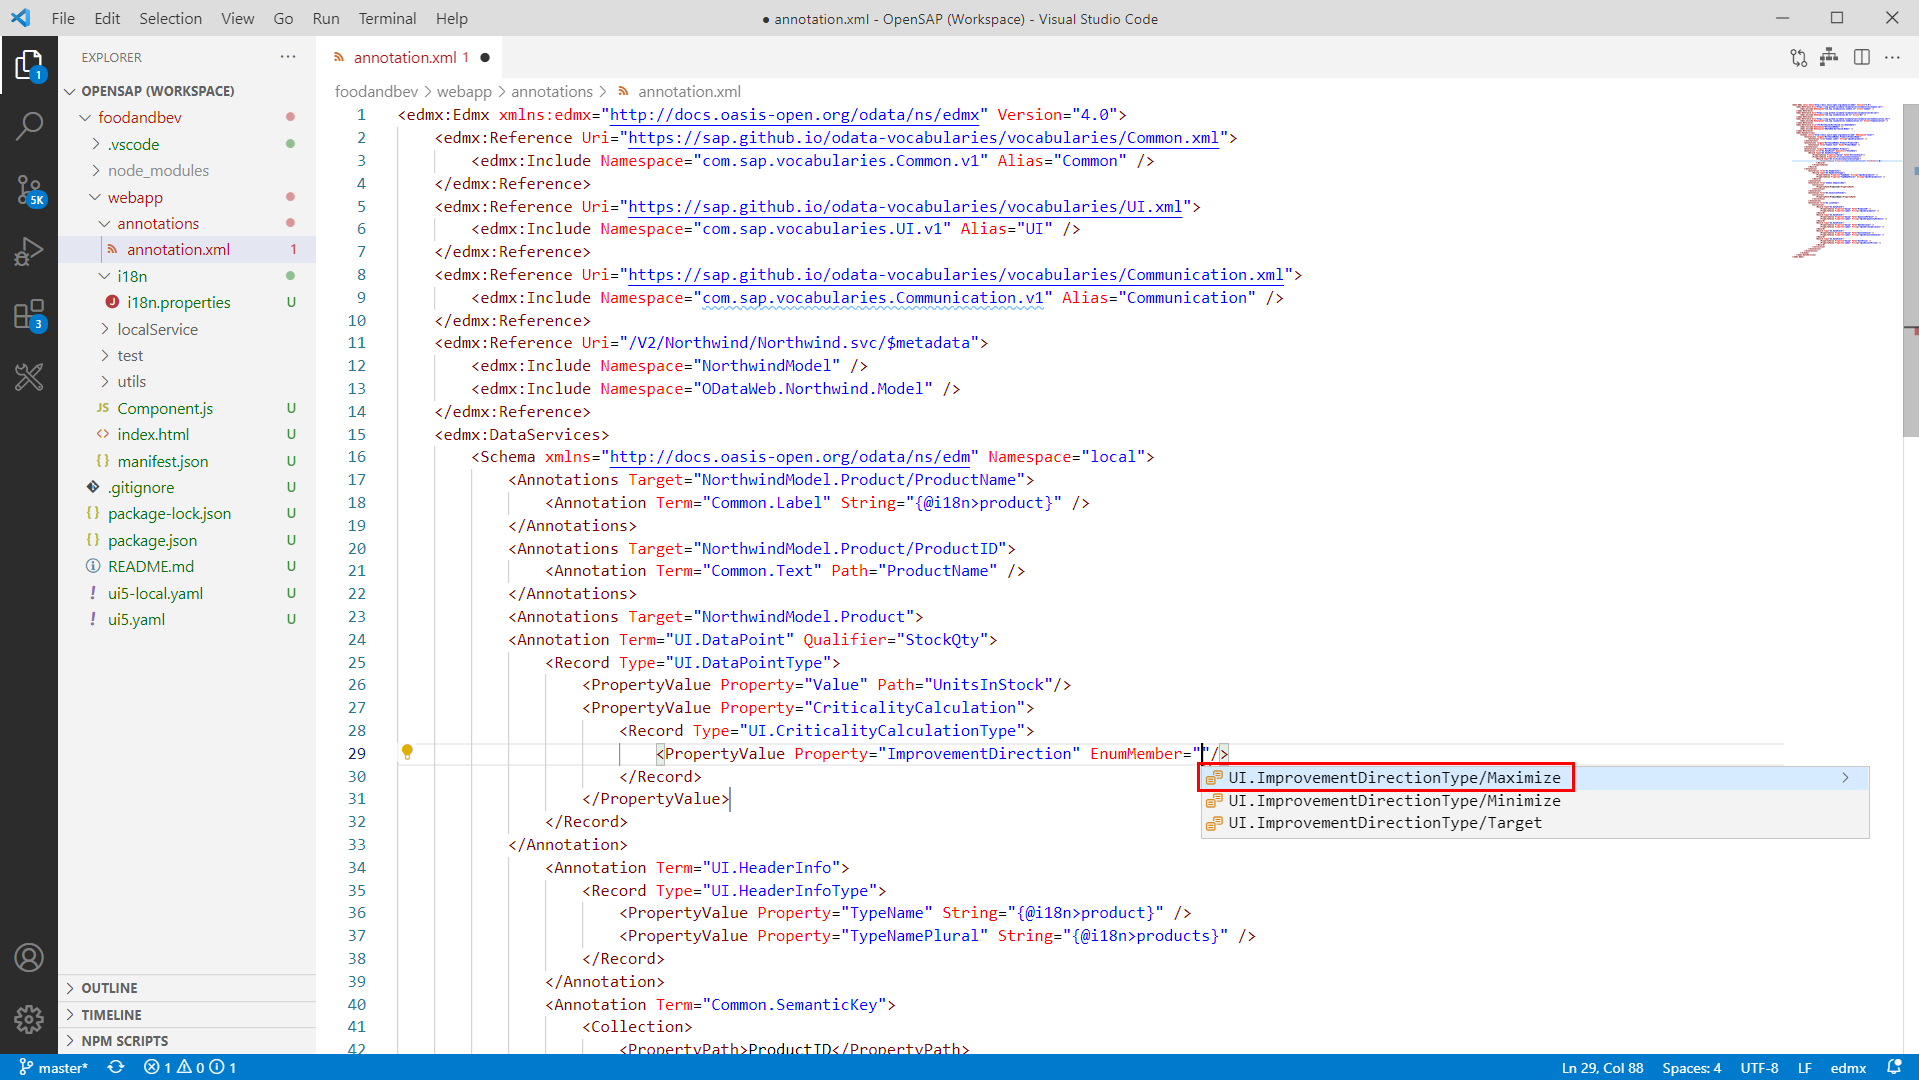 File Edit Selection View Go Run Terminal Help
● annotation.xml - OpenSAP (Workspace) - Visual Studio Code
EXPLORER
OPENSAP (WORKSPACE)
foodandbev
.vscode
node_modules
webapp
annotations
annotation.xml 1
i18n
i18n.properties U
localService
test
utils
JS Component.js U
<> index.html U
{} manifest.json U
.gitignore U
{} package-lock.json U
{} package.json U
README.md U
! ui5-local.yaml U
! ui5.yaml U
OUTLINE
TIMELINE
NPM SCRIPTS
1
5K
3
annotation.xml 1 ●
foodandbev > webapp > annotations > annotation.xml
1 <edmx:Edmx xmlns:edmx="http://docs.oasis-open.org/odata/ns/edmx" Version="4.0">
2 <edmx:Reference Uri="https://sap.github.io/odata-vocabularies/vocabularies/Common.xml">
3 <edmx:Include Namespace="com.sap.vocabularies.Common.v1" Alias="Common" />
4 </edmx:Reference>
5 <edmx:Reference Uri="https://sap.github.io/odata-vocabularies/vocabularies/UI.xml">
6 <edmx:Include Namespace="com.sap.vocabularies.UI.v1" Alias="UI" />
7 </edmx:Reference>
8 <edmx:Reference Uri="https://sap.github.io/odata-vocabularies/vocabularies/Communication.xml">
9 <edmx:Include Namespace="com.sap.vocabularies.Communication.v1" Alias="Communication" />
10 </edmx:Reference>
11 <edmx:Reference Uri="/V2/Northwind/Northwind.svc/$metadata">
12 <edmx:Include Namespace="NorthwindModel" />
13 <edmx:Include Namespace="ODataWeb.Northwind.Model" />
14 </edmx:Reference>
15 <edmx:DataServices>
16 <Schema xmlns="http://docs.oasis-open.org/odata/ns/edm" Namespace="local">
17 <Annotations Target="NorthwindModel.Product/ProductName">
18 <Annotation Term="Common.Label" String="{@i18n>product}" />
19 </Annotations>
20 <Annotations Target="NorthwindModel.Product/ProductID">
21 <Annotation Term="Common.Text" Path="ProductName" />
22 </Annotations>
23 <Annotations Target="NorthwindModel.Product">
24 <Annotation Term="UI.DataPoint" Qualifier="StockQty">
25 <Record Type="UI.DataPointType">
26 <PropertyValue Property="Value" Path="UnitsInStock"/>
27 <PropertyValue Property="CriticalityCalculation">
28 <Record Type="UI.CriticalityCalculationType">
29 <PropertyValue Property="ImprovementDirection" EnumMember=""/>
UI.ImprovementDirectionType/Maximize
UI.ImprovementDirectionType/Minimize
UI.ImprovementDirectionType/Target
30 </Record>
31 </PropertyValue>
32 </Record>
33 </Annotation>
34 <Annotation Term="UI.HeaderInfo">
35 <Record Type="UI.HeaderInfoType">
36 <PropertyValue Property="TypeName" String="{@i18n>product}" />
37 <PropertyValue Property="TypeNamePlural" String="{@i18n>products}" />
38 </Record>
39 </Annotation>
40 <Annotation Term="Common.SemanticKey">
41 <Collection>
42 <PropertyPath>ProductID</PropertyPath>
master* 1 0 1 Ln 29, Col 88 Spaces: 4 UTF-8 LF edmx